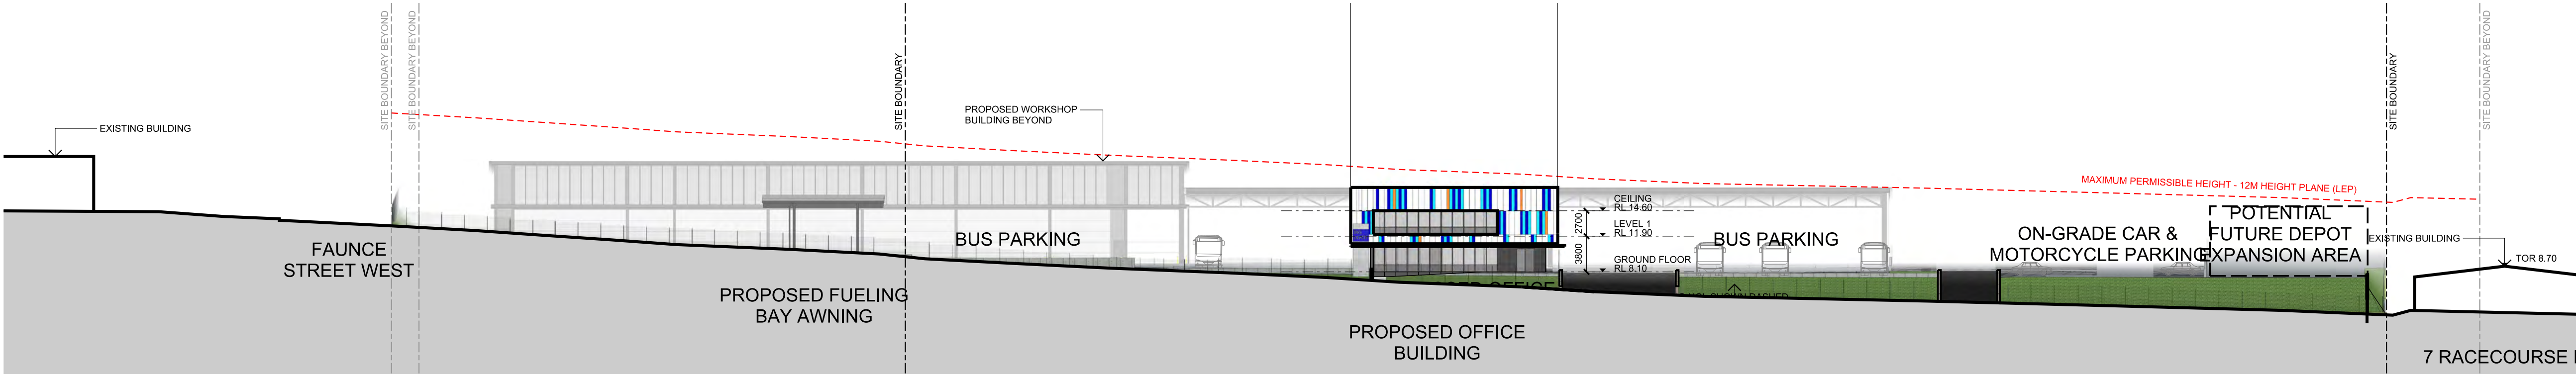 SITE BOUNDARY BEYOND
SITE BOUNDARY BEYOND
SITE BOUNDARY
SITE BOUNDARY
SITE BOUNDARY BEYOND
EXISTING BUILDING
PROPOSED WORKSHOP
BUILDING BEYOND
MAXIMUM PERMISSIBLE HEIGHT - 12M HEIGHT PLANE (LEP)
CEILING
RL 14.60
2700
LEVEL 1
RL 11.90
3800
GROUND FLOOR
RL 8.10
BUS PARKING
BUS PARKING
ON-GRADE CAR &
MOTORCYCLE PARKING
POTENTIAL
FUTURE DEPOT
EXPANSION AREA
EXISTING BUILDING
TOR 8.70
FAUNCE
STREET WEST
PROPOSED FUELING
BAY AWNING
OFFICE
SHOWN DASHED
PROPOSED OFFICE
BUILDING
7 RACECOURSE